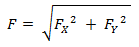 F = √(F_X² + F_Y²)